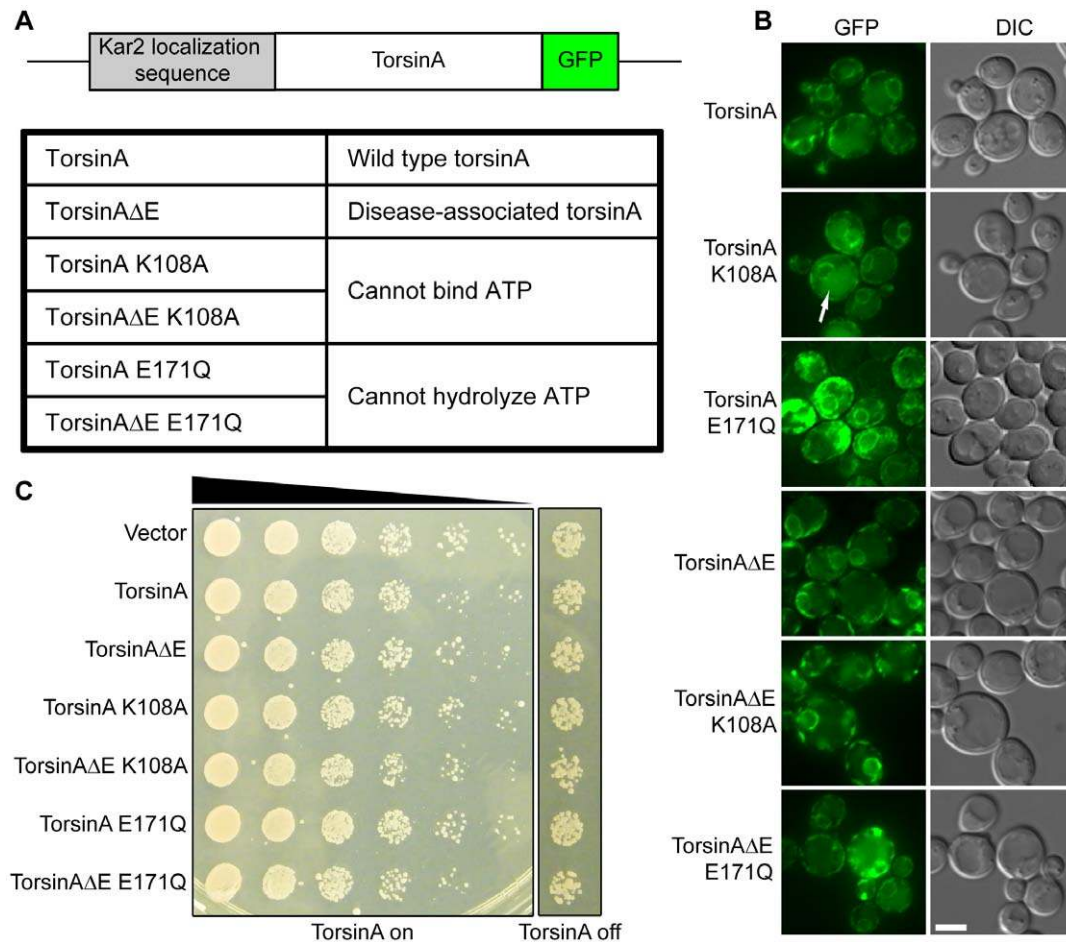 A
Kar2 localization
sequence
TorsinA
GFP
TorsinA
Wild type torsinA
TorsinAΔE
Disease-associated torsinA
TorsinA K108A
TorsinAΔE K108A
Cannot bind ATP
TorsinA E171Q
TorsinAΔE E171Q
Cannot hydrolyze ATP
B
GFP
DIC
TorsinA
TorsinA
K108A
TorsinA
E171Q
TorsinAΔE
TorsinAΔE
K108A
TorsinAΔE
E171Q
C
Vector
TorsinA
TorsinAΔE
TorsinA K108A
TorsinAΔE K108A
TorsinA E171Q
TorsinAΔE E171Q
TorsinA on
TorsinA off